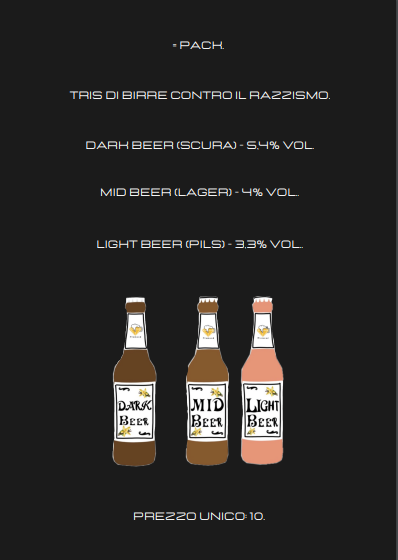 = PACK.
TRIS DI BIRRE CONTRO IL RAZZISMO.
DARK BEER (SCURA) - 5.4% VOL.
MID BEER (LAGER) - 4% VOL..
LIGHT BEER (PILS) - 3.3% VOL..
DARK
BEER
MID
BEER
LIGHT
BEER
PREZZO UNICO: 10.